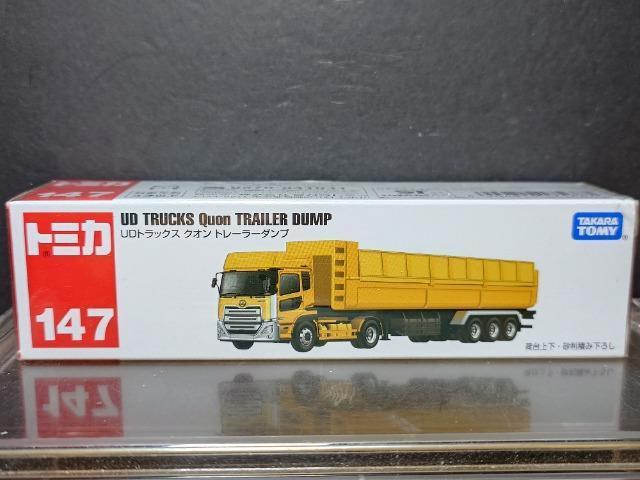 147
UD TRUCKS Quon TRAILER DUMP
UDトラックス クオン トレーラーダンプ
トミカ
147
TAKARA
TOMY
荷台上下・砂利積み下ろし